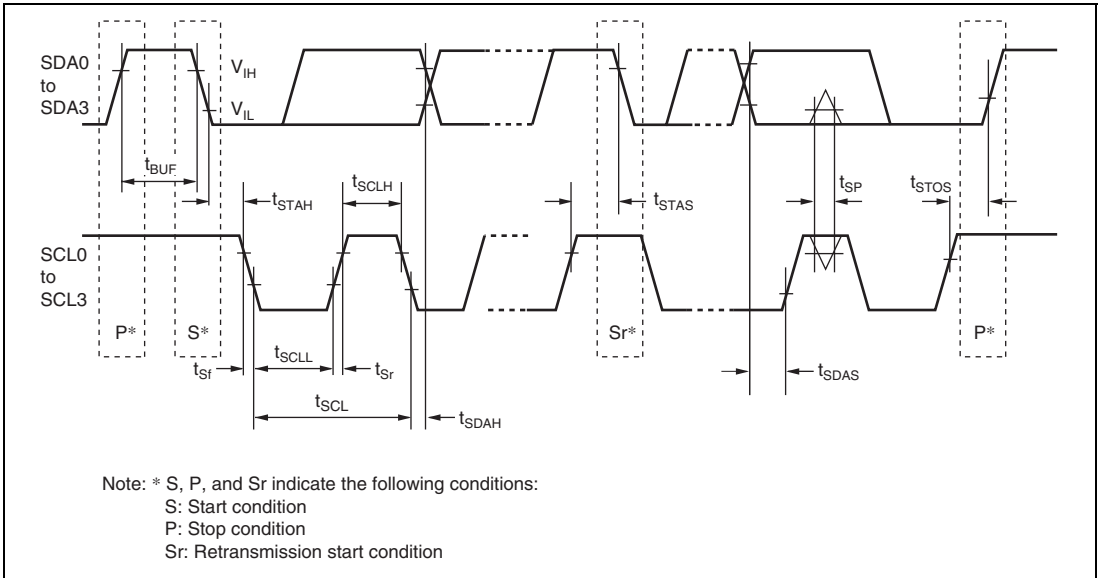 SDA0
to
SDA3
V_IH
V_IL
t_BUF
t_STAH
t_SCLH
t_STAS
t_SP
t_STOS
SCL0
to
SCL3
P*
S*
Sr*
P*
t_Sf
t_SCLL
t_Sr
t_SCL
t_SDAH
t_SDAS
Note: * S, P, and Sr indicate the following conditions:
S: Start condition
P: Stop condition
Sr: Retransmission start condition